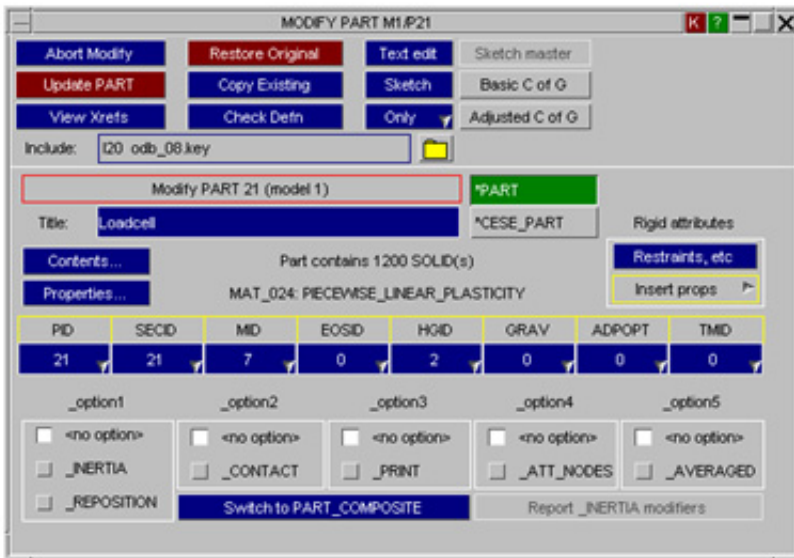 MODIFY PART M1/P21 K ?
Abort Modify Restore Original Text edit Sketch master
Update PART Copy Existing Sketch Basic C of G
View Xrefs Check Defn Only Adjusted C of G
Include: I20 odb_08.key
Modify PART 21 (model 1) *PART
Title: Loadcell *CESE_PART Rigid attributes
Contents... Part contains 1200 SOLID(s) Restraints, etc
Properties... MAT_024: PIECEWISE_LINEAR_PLASTICITY Insert props
PID SECID MID EOSID HGID GRAV ADPOPT TMID
21 21 7 0 2 0 0 0
_option1 _option2 _option3 _option4 _option5
<no option> <no option> <no option> <no option> <no option>
_INERTIA _CONTACT _PRINT _ATT_NODES _AVERAGED
_REPOSITION Switch to PART_COMPOSITE Report _INERTIA modifiers